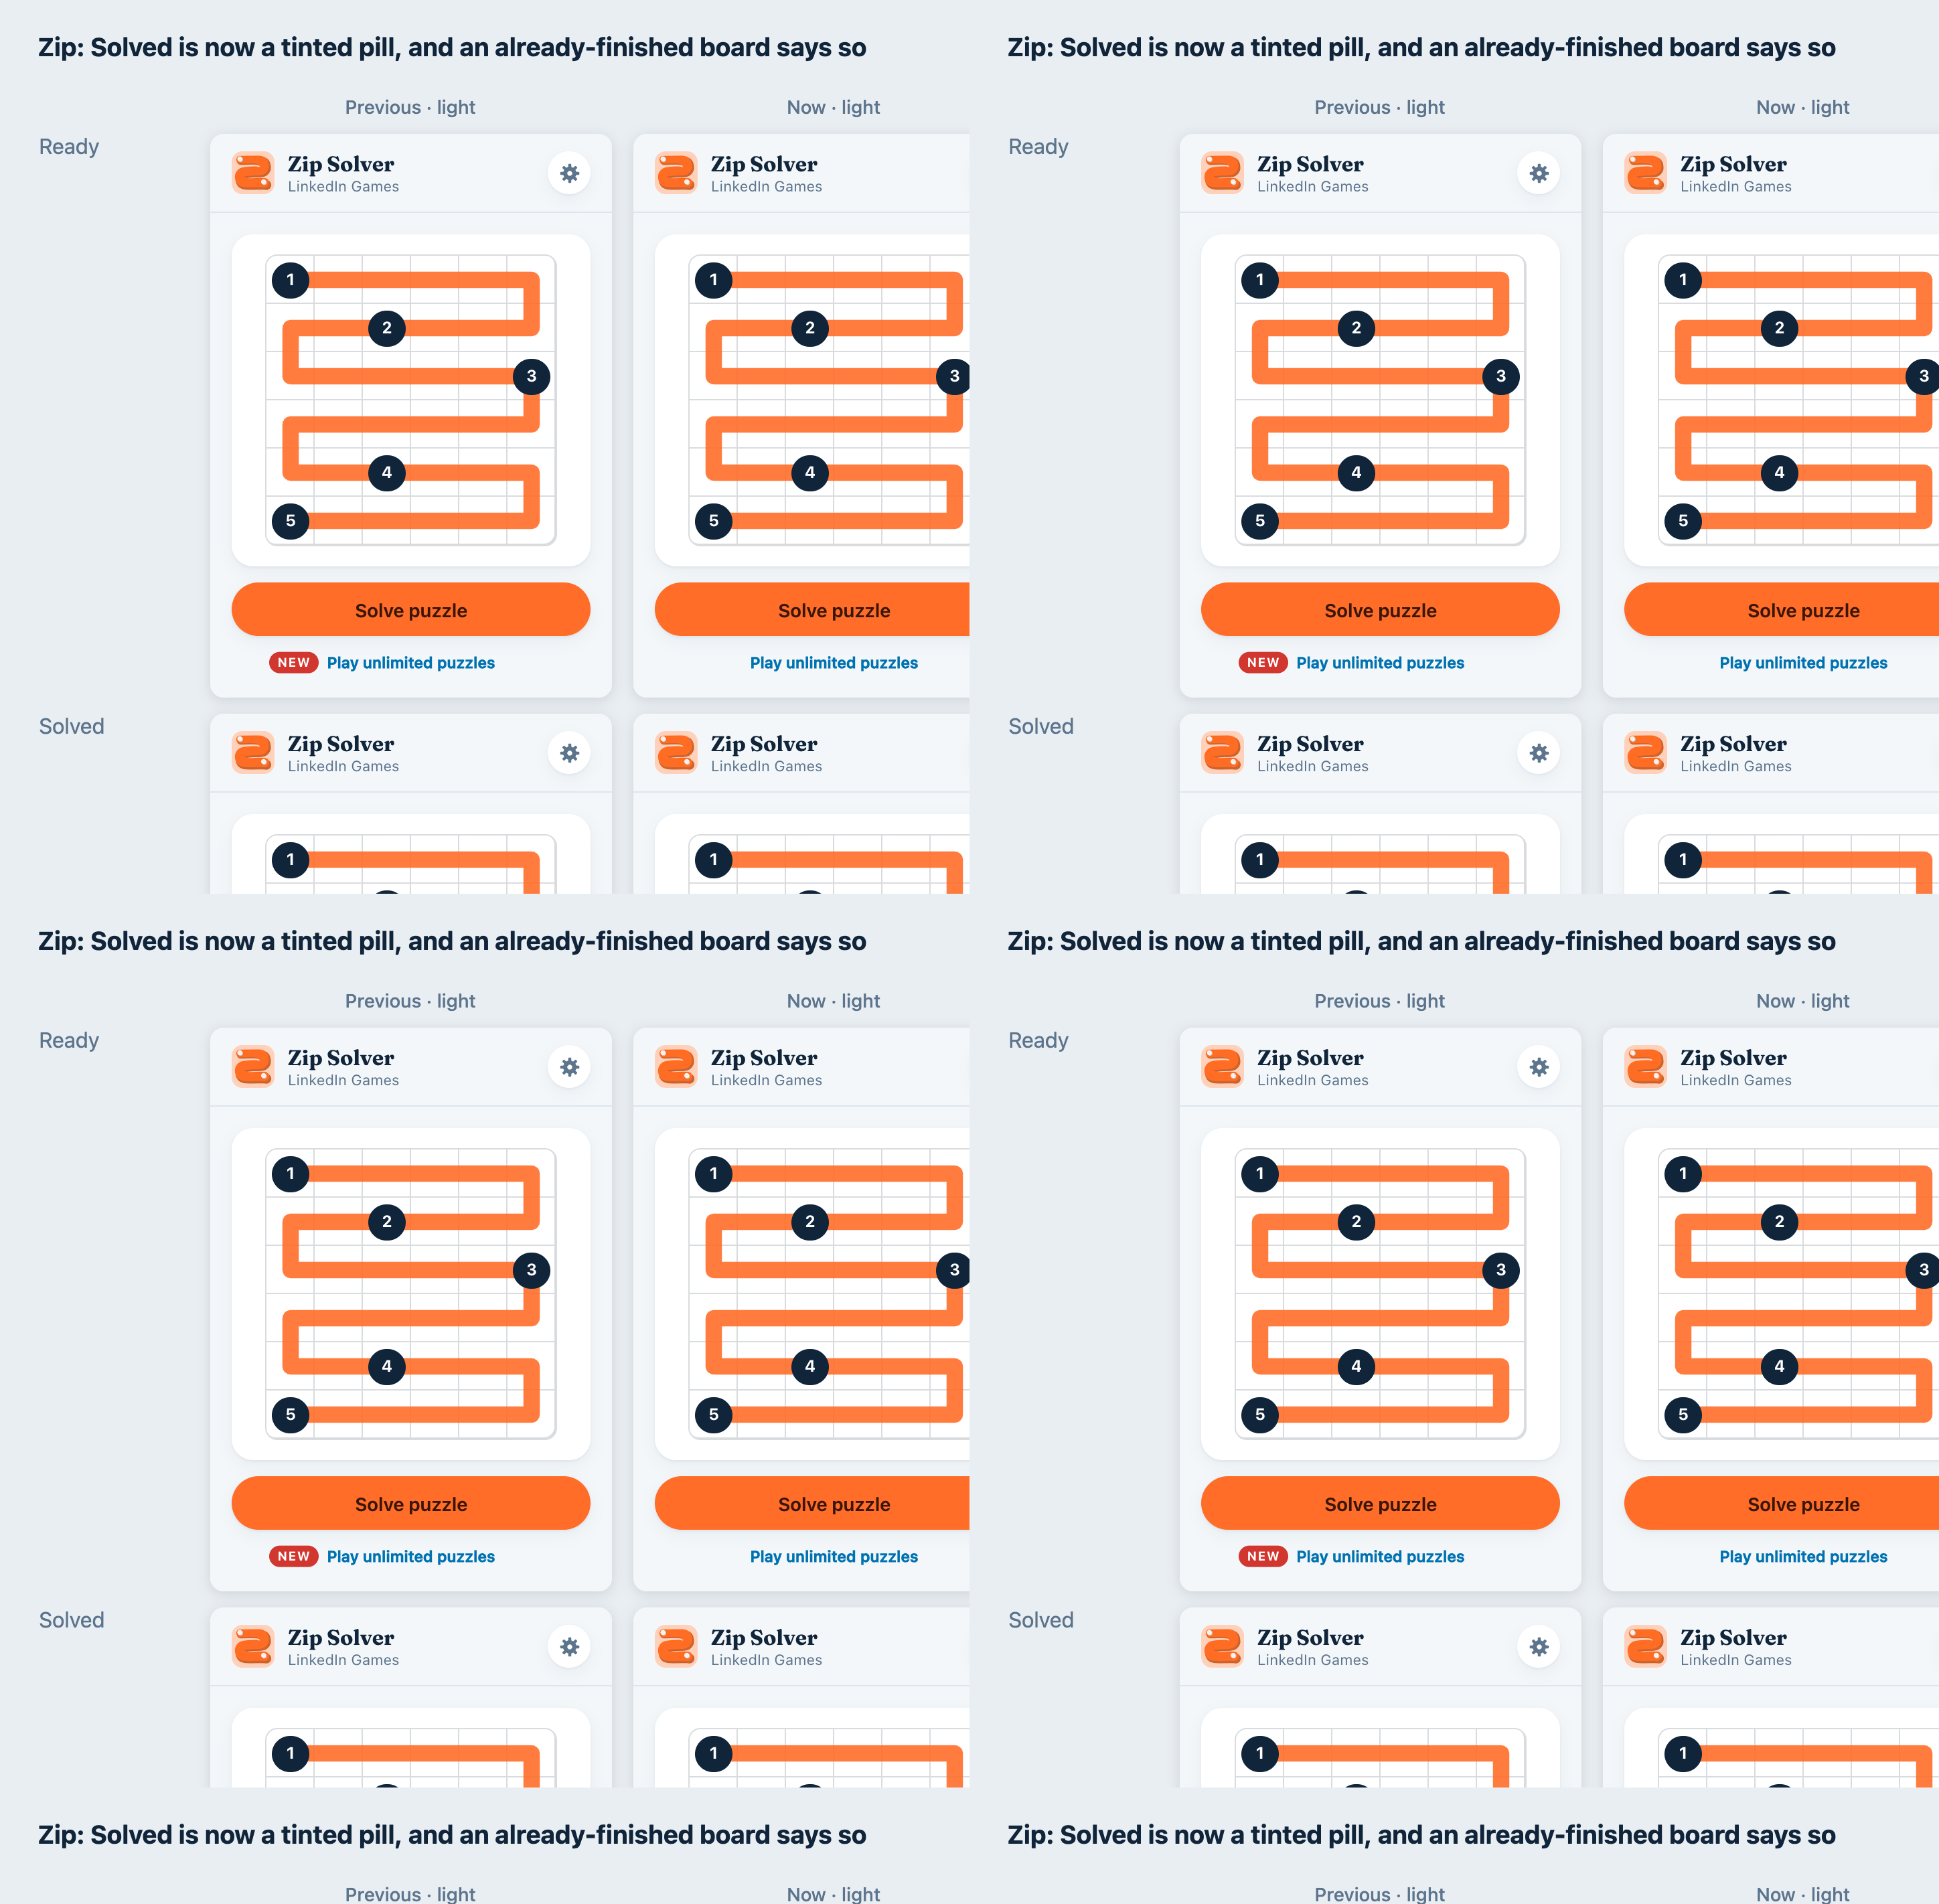 Zip: Solved is now a tinted pill, and an already-finished board says so
Previous · light
Now · light
Ready
Zip Solver
LinkedIn Games
Zip Solver
LinkedIn Games
1
2
3
4
5
1
2
3
4
5
Solve puzzle
Solve puzzle
NEW Play unlimited puzzles
Play unlimited puzzles
Solved
Zip Solver
LinkedIn Games
Zip Solver
LinkedIn Games
1
1
Zip: Solved is now a tinted pill, and an already-finished board says so
Previous · light
Now · light
Ready
Zip Solver
LinkedIn Games
Zip Solver
LinkedIn Games
1
2
3
4
5
1
2
3
4
5
Solve puzzle
Solve puzzle
NEW Play unlimited puzzles
Play unlimited puzzles
Solved
Zip Solver
LinkedIn Games
Zip Solver
LinkedIn Games
1
1
Zip: Solved is now a tinted pill, and an already-finished board says so
Previous · light
Now · light
Ready
Zip Solver
LinkedIn Games
Zip Solver
LinkedIn Games
1
2
3
4
5
1
2
3
4
5
Solve puzzle
Solve puzzle
NEW Play unlimited puzzles
Play unlimited puzzles
Solved
Zip Solver
LinkedIn Games
Zip Solver
LinkedIn Games
1
1
Zip: Solved is now a tinted pill, and an already-finished board says so
Previous · light
Now · light
Ready
Zip Solver
LinkedIn Games
Zip Solver
LinkedIn Games
1
2
3
4
5
1
2
3
4
5
Solve puzzle
Solve puzzle
NEW Play unlimited puzzles
Play unlimited puzzles
Solved
Zip Solver
LinkedIn Games
Zip Solver
LinkedIn Games
1
1
Zip: Solved is now a tinted pill, and an already-finished board says so
Previous · light
Now · light
Zip: Solved is now a tinted pill, and an already-finished board says so
Previous · light
Now · light